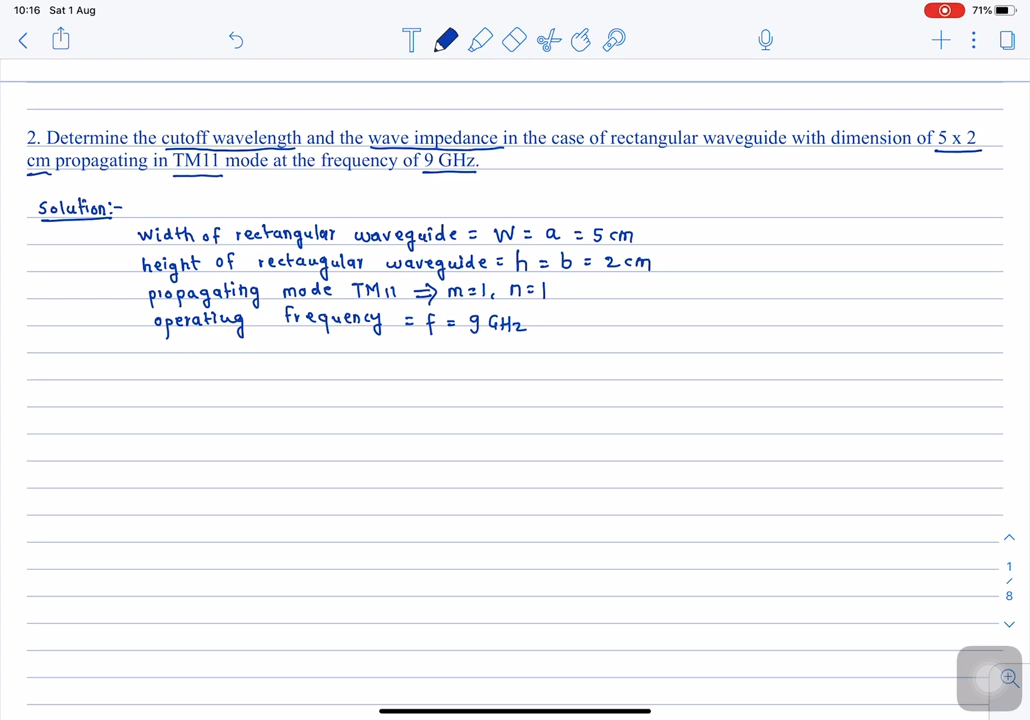 10:16 Sat 1 Aug
71%
T
2. Determine the cutoff wavelength and the wave impedance in the case of rectangular waveguide with dimension of 5 x 2
cm propagating in TM11 mode at the frequency of 9 GHz.
Solution:-
width of rectangular waveguide = W = a = 5 cm
height of rectangular waveguide = h = b = 2 cm
propagating mode TM11 ⇒ m=1, n=1
operating frequency = f = 9 GHz
1
/
8